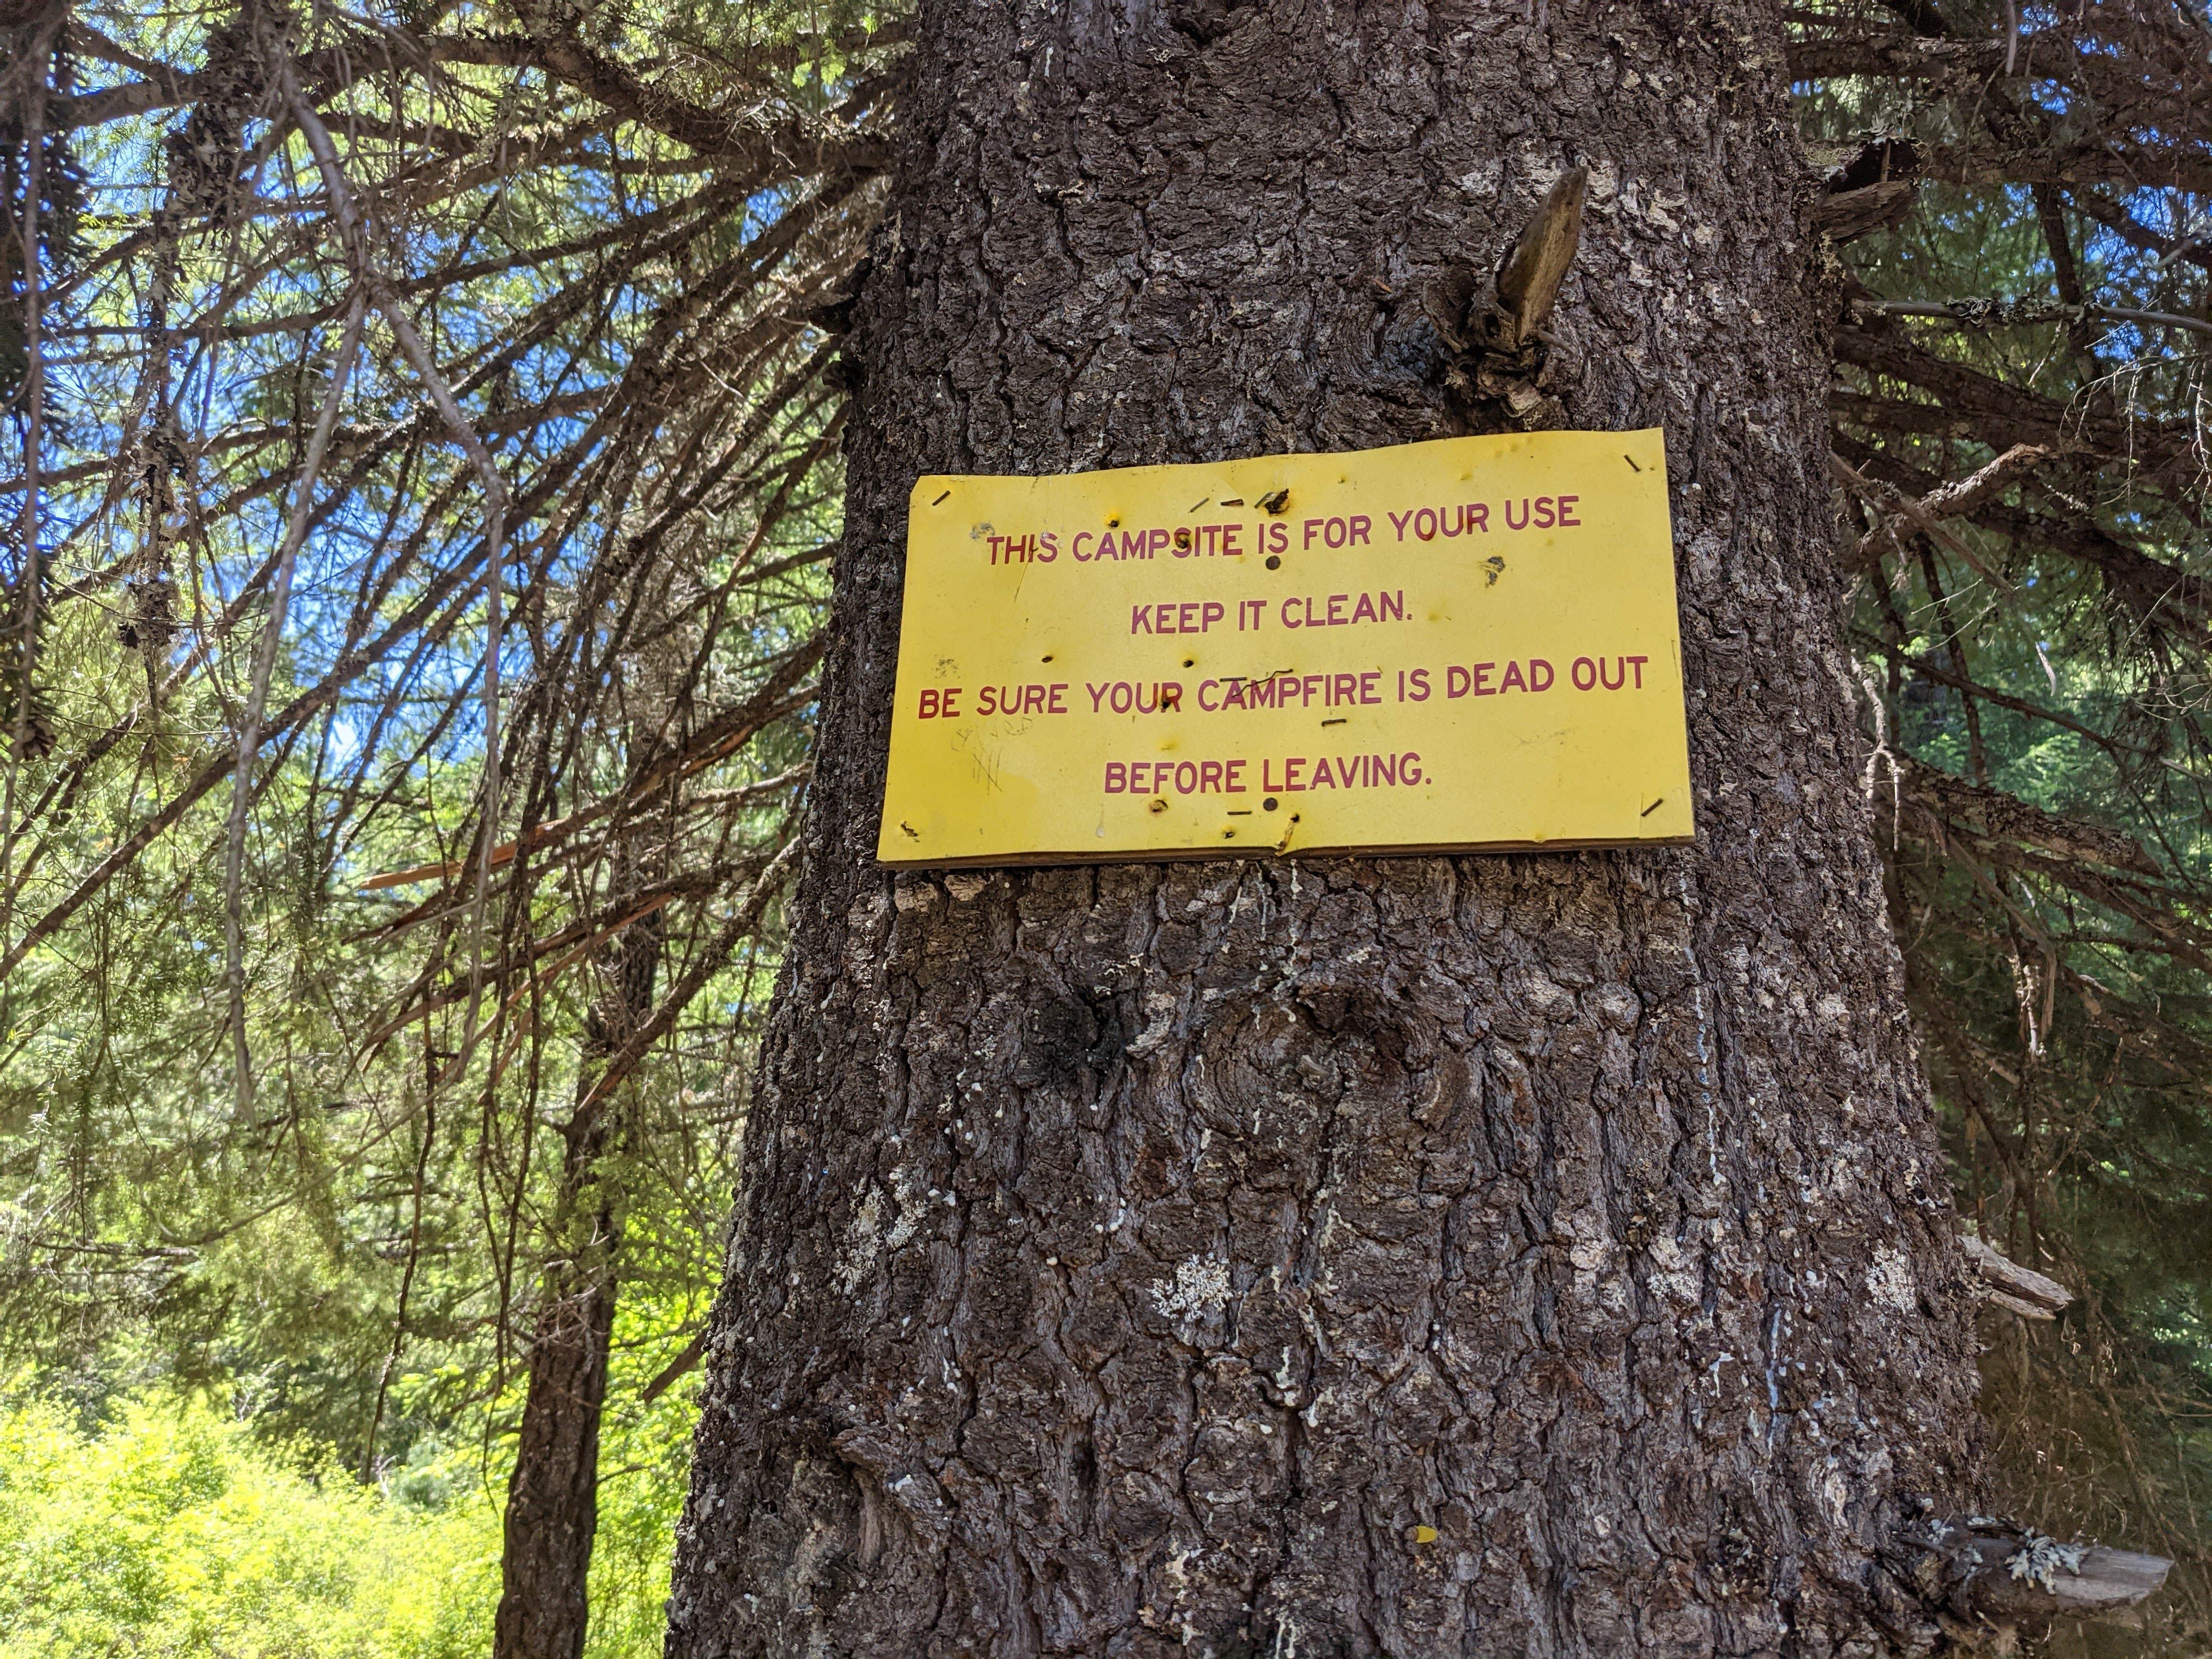 THIS CAMPSITE IS FOR YOUR USE
KEEP IT CLEAN.
BE SURE YOUR CAMPFIRE IS DEAD OUT
BEFORE LEAVING.